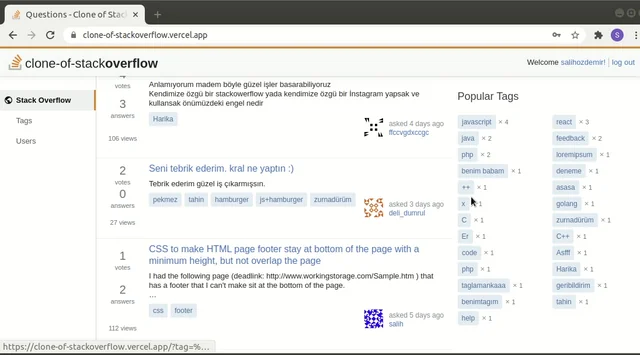 Questions - Clone of Stac
clone-of-stackoverflow.vercel.app
S
clone-of-stackoverflow
Welcome salihozdemir! | log out
Stack Overflow
Tags
Users
votes
3
answers
106 views
Anlamıyorum madem böyle güzel işler basarabiliyoruz
Kendimize özgü bir stackowerflow yada kendimize özgü bir İnstagram yapsak ve
kullansak önümüzdeki engel nedir
Harika
asked 4 days ago
ffccvgdxccgc
2
votes
0
answers
27 views
Seni tebrik ederim. kral ne yaptın :)
Tebrik ederim güzel iş çıkarmışsın.
pekmez tahin hamburger js+hamburger zumadürüm
asked 3 days ago
deli_dumrul
1
votes
2
answers
112 views
CSS to make HTML page footer stay at bottom of the page with a
minimum height, but not overlap the page
I had the following page (deadlink: http://www.workingstorage.com/Sample.htm ) that
has a footer that I can't make sit at the bottom of the page.
...
css footer
asked 5 days ago
salih
Popular Tags
javascript × 4
react × 3
java × 2
feedback × 2
php × 2
loremipsum × 1
benim babam × 1
deneme × 1
++ × 1
asasa × 1
x × 1
golang × 1
C × 1
zumadürüm × 1
Er × 1
C++ × 1
code × 1
Asfff × 1
php × 1
Harika × 1
taglamankaaa × 1
geribildirim × 1
benimtagım × 1
tahin × 1
help × 1
https://clone-of-stackoverflow.vercel.app/?tag=%...